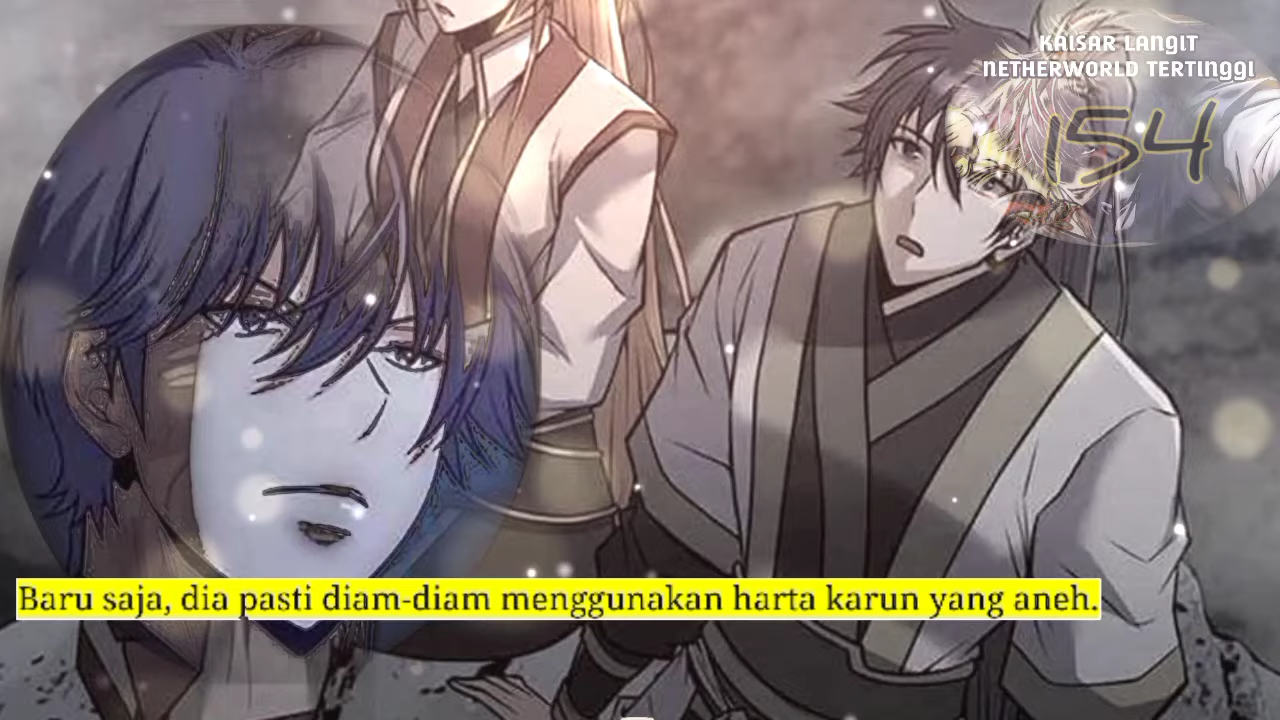 KAISAR LANGIT
NETHERWORLD TERTINGGI
154
Baru saja, dia pasti diam-diam menggunakan harta karun yang aneh.